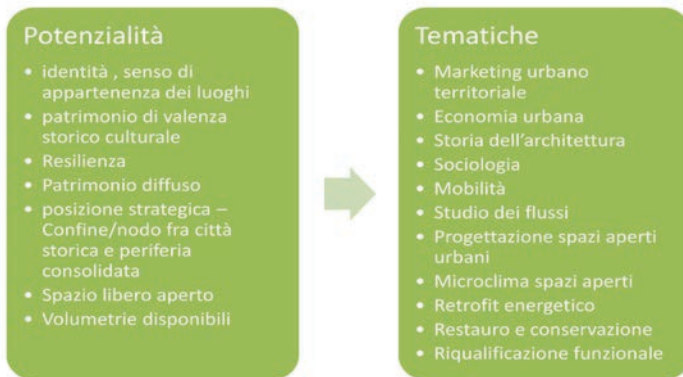 Potenzialità
• identità , senso di
appartenenza dei luoghi
• patrimonio di valenza
storico culturale
• Resilienza
• Patrimonio diffuso
• posizione strategica –
Confine/nodo fra città
storica e periferia
consolidata
• Spazio libero aperto
• Volumetrie disponibili
Tematiche
• Marketing urbano
territoriale
• Economia urbana
• Storia dell'architettura
• Sociologia
• Mobilità
• Studio dei flussi
• Progettazione spazi aperti
urbani
• Microclima spazi aperti
• Retrofit energetico
• Restauro e conservazione
• Riqualificazione funzionale